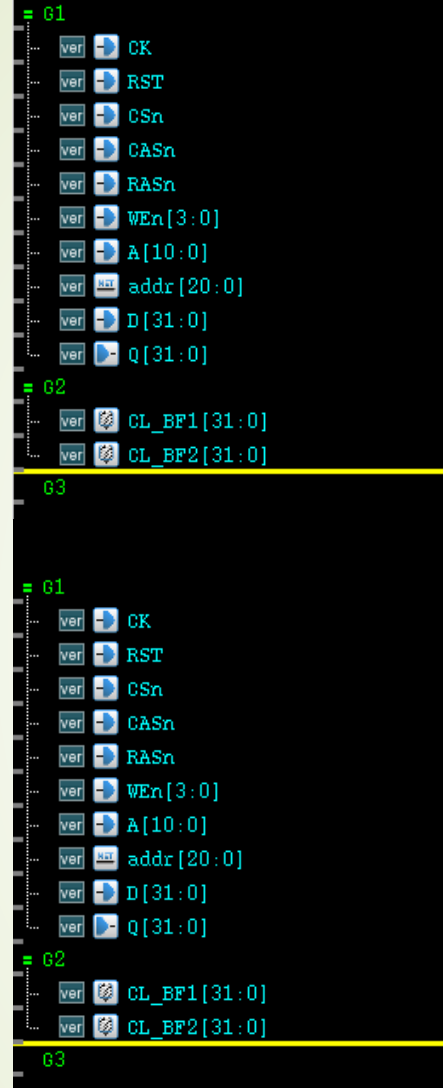 = G1
ver CK
ver RST
ver CSn
ver CASn
ver RASn
ver WEn[3:0]
ver A[10:0]
ver NET addr[20:0]
ver D[31:0]
ver Q[31:0]
= G2
ver CL_BF1[31:0]
ver CL_BF2[31:0]
G3
= G1
ver CK
ver RST
ver CSn
ver CASn
ver RASn
ver WEn[3:0]
ver A[10:0]
ver NET addr[20:0]
ver D[31:0]
ver Q[31:0]
= G2
ver CL_BF1[31:0]
ver CL_BF2[31:0]
G3